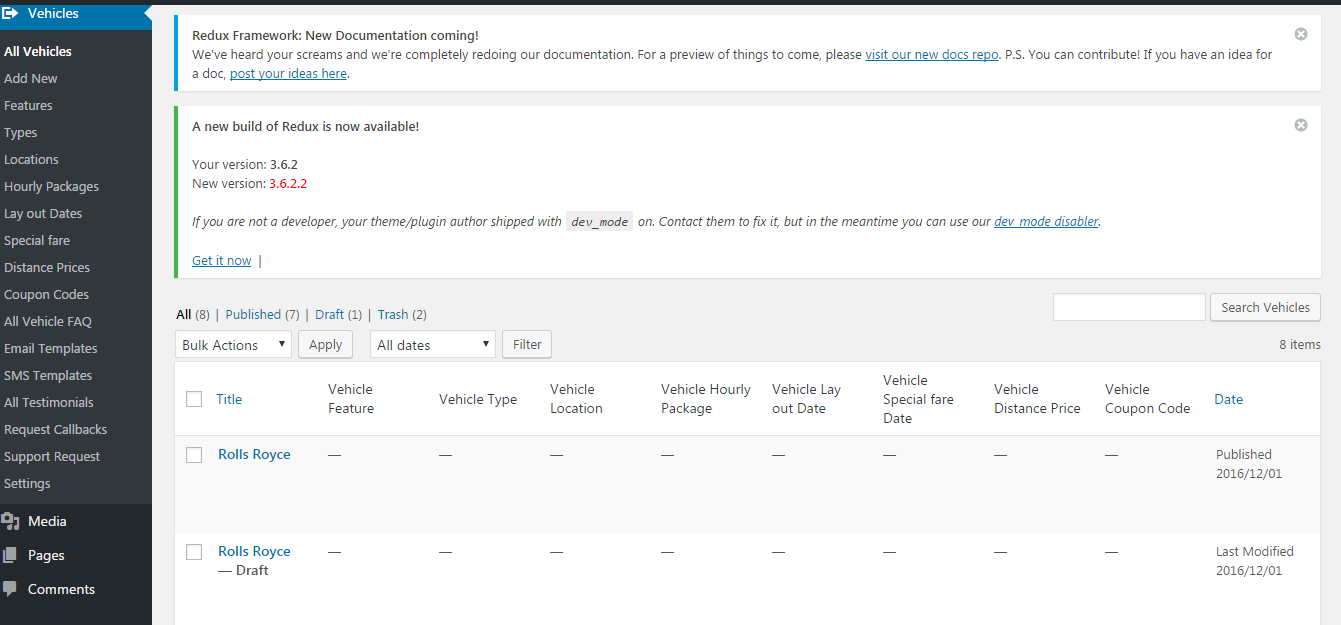 Vehicles
All Vehicles
Add New
Features
Types
Locations
Hourly Packages
Lay out Dates
Special fare
Distance Prices
Coupon Codes
All Vehicle FAQ
Email Templates
SMS Templates
All Testimonials
Request Callbacks
Support Request
Settings
Media
Pages
Comments
Redux Framework: New Documentation coming!
We've heard your screams and we're completely redoing our documentation. For a preview of things to come, please visit our new docs repo. P.S. You can contribute! If you have an idea for
a doc, post your ideas here.
A new build of Redux is now available!
Your version: 3.6.2
New version: 3.6.2.2
If you are not a developer, your theme/plugin author shipped with dev_mode on. Contact them to fix it, but in the meantime you can use our dev_mode disabler.
Get it now |
All (8) | Published (7) | Draft (1) | Trash (2)
Search Vehicles
Bulk Actions Apply All dates Filter
8 items
Title
Vehicle
Feature
Vehicle Type
Vehicle
Location
Vehicle Hourly
Package
Vehicle Lay
out Date
Vehicle
Special fare
Date
Vehicle
Distance Price
Vehicle
Coupon Code
Date
Rolls Royce — — — — — — — — Published
2016/12/01
Rolls Royce — — — — — — — — Last Modified
— Draft 2016/12/01